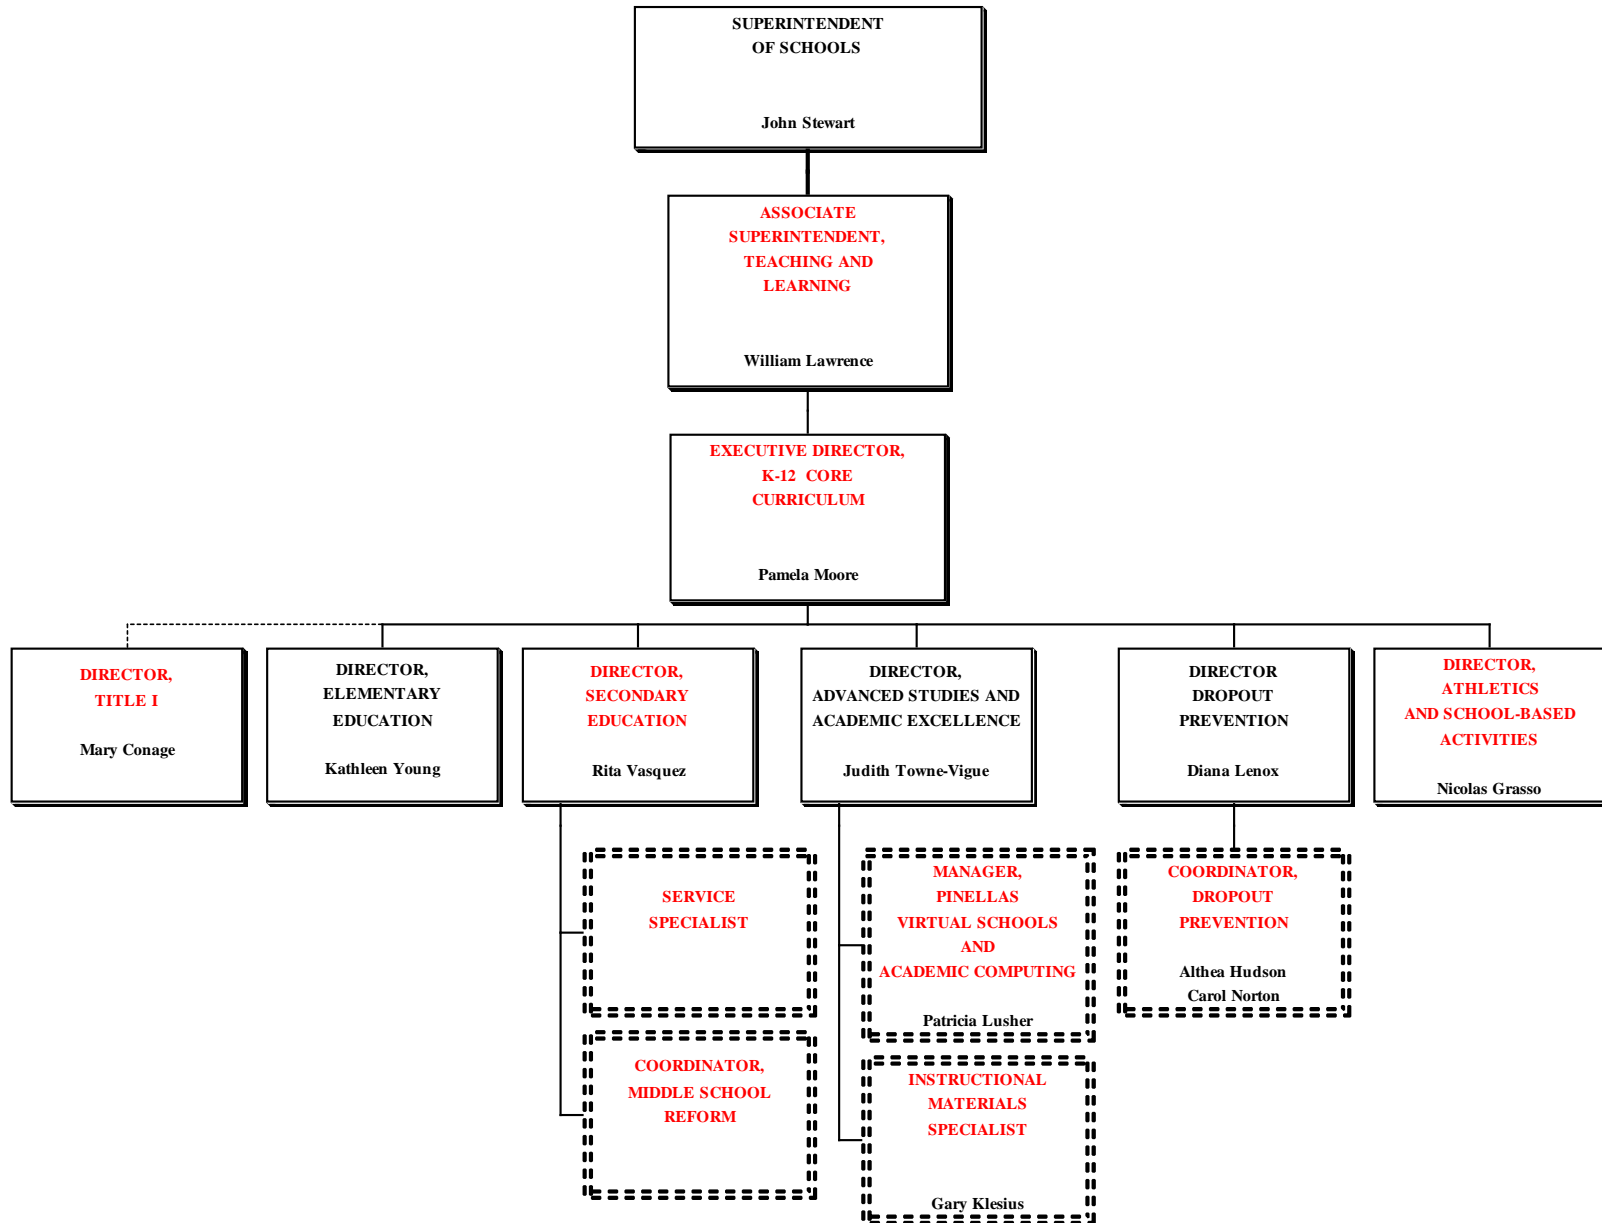 SUPERINTENDENT
OF SCHOOLS
John Stewart
ASSOCIATE
SUPERINTENDENT,
TEACHING AND
LEARNING
William Lawrence
EXECUTIVE DIRECTOR,
K-12 CORE
CURRICULUM
Pamela Moore
DIRECTOR,
TITLE I
Mary Conage
DIRECTOR,
ELEMENTARY
EDUCATION
Kathleen Young
DIRECTOR,
SECONDARY
EDUCATION
Rita Vasquez
DIRECTOR,
ADVANCED STUDIES AND
ACADEMIC EXCELLENCE
Judith Towne-Vigue
DIRECTOR
DROPOUT
PREVENTION
Diana Lenox
DIRECTOR,
ATHLETICS
AND SCHOOL-BASED
ACTIVITIES
Nicolas Grasso
SERVICE
SPECIALIST
MANAGER,
PINELLAS
VIRTUAL SCHOOLS
AND
ACADEMIC COMPUTING
Patricia Lusher
COORDINATOR,
DROPOUT
PREVENTION
Althea Hudson
Carol Norton
COORDINATOR,
MIDDLE SCHOOL
REFORM
INSTRUCTIONAL
MATERIALS
SPECIALIST
Gary Klesius